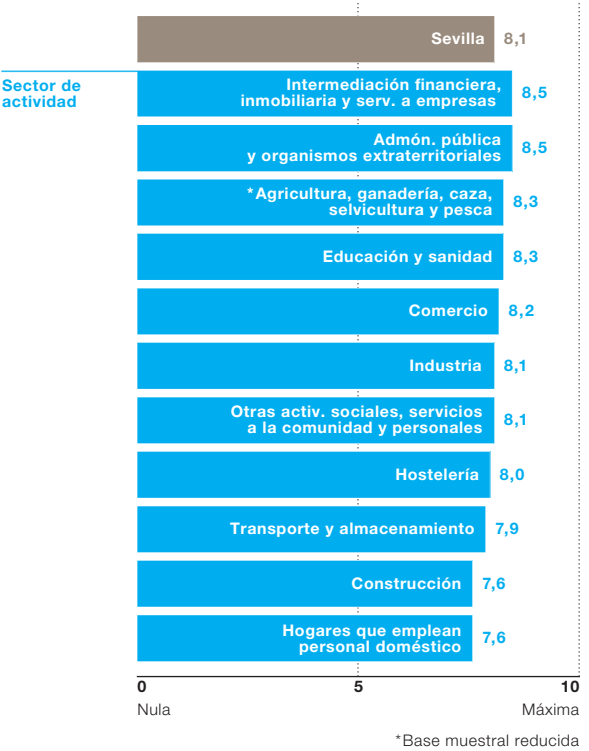 Sevilla 8,1
Sector de
actividad
Intermediación financiera,
inmobiliaria y serv. a empresas 8,5
Admón. pública
y organismos extraterritoriales 8,5
*Agricultura, ganadería, caza,
selvicultura y pesca 8,3
Educación y sanidad 8,3
Comercio 8,2
Industria 8,1
Otras activ. sociales, servicios
a la comunidad y personales 8,1
Hostelería 8,0
Transporte y almacenamiento 7,9
Construcción 7,6
Hogares que emplean
personal doméstico 7,6
0 5 10
Nula Máxima
*Base muestral reducida